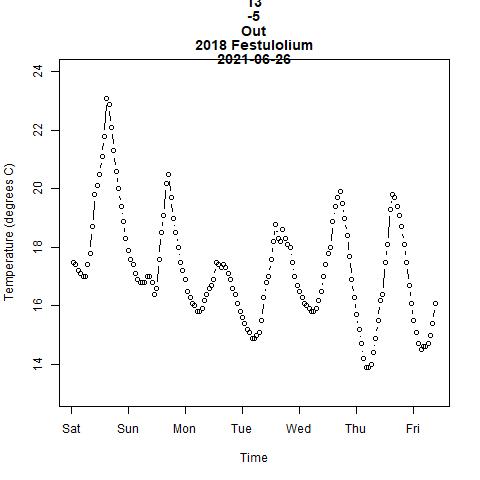 13
-5
Out
2018 Festulolium
2021-06-26
Temperature (degrees C)
24
22
20
18
16
14
Sat Sun Mon Tue Wed Thu Fri
Time